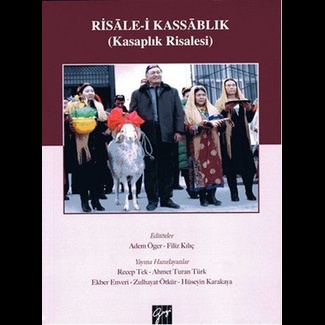 RİSÂLE-İ KASSÂBLIK
(Kasaplık Risalesi)
Editörler
Adem Öger - Filiz Kılıç
Yayına Hazırlayanlar
Recep Tek - Ahmet Turan Türk
Ekber Enveri - Zulhayat Ötkür - Hüseyin Karakaya
gazi